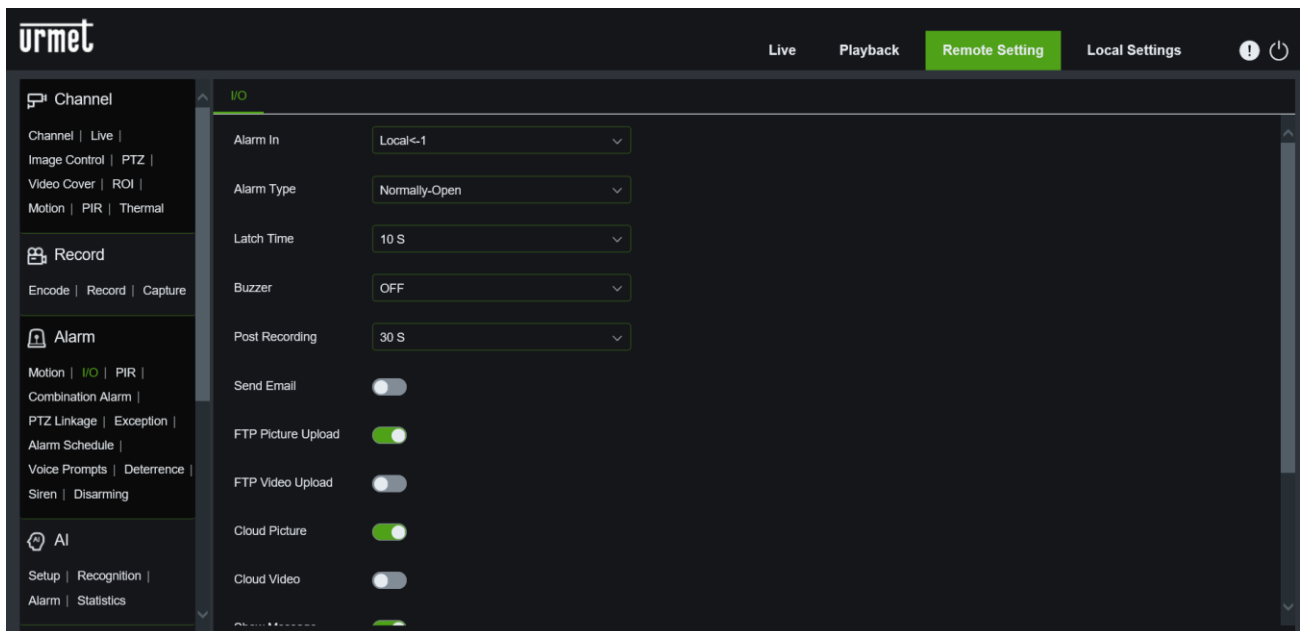 urmet
Live Playback Remote Setting Local Settings
Channel
Channel | Live |
Image Control | PTZ |
Video Cover | ROI |
Motion | PIR | Thermal
Record
Encode | Record | Capture
Alarm
Motion | I/O | PIR |
Combination Alarm |
PTZ Linkage | Exception |
Alarm Schedule |
Voice Prompts | Deterrence |
Siren | Disarming
AI
Setup | Recognition |
Alarm | Statistics
I/O
Alarm In Local<-1
Alarm Type Normally-Open
Latch Time 10 S
Buzzer OFF
Post Recording 30 S
Send Email
FTP Picture Upload
FTP Video Upload
Cloud Picture
Cloud Video
Show Message